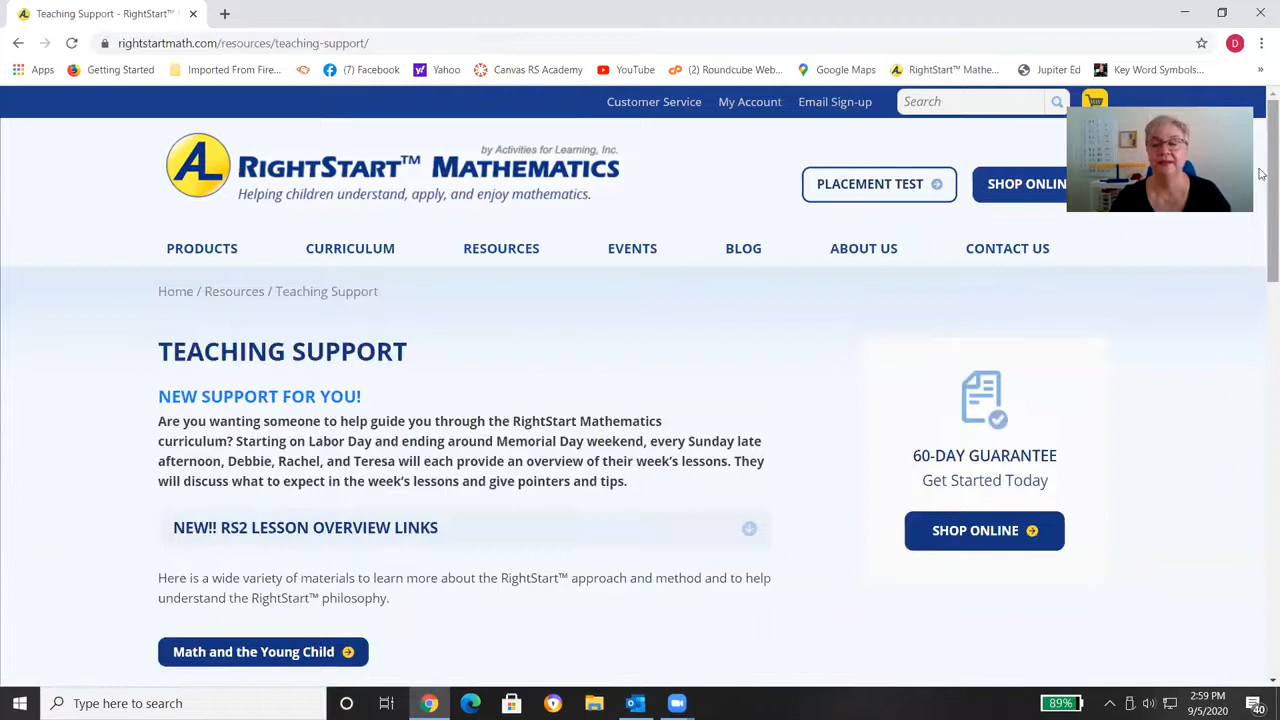 Teaching Support - RightStart™
rightstartmath.com/resources/teaching-support/
D
Apps
Getting Started
Imported From Fire...
(7) Facebook
Yahoo
Canvas RS Academy
YouTube
(2) Roundcube Web...
Google Maps
RightStart™ Mathe...
Jupiter Ed
Key Word Symbols...
»
Customer Service
My Account
Email Sign-up
Search
AL
by Activities for Learning, Inc.
RIGHTSTART™ MATHEMATICS
Helping children understand, apply, and enjoy mathematics.
PLACEMENT TEST
SHOP ONLIN
PRODUCTS
CURRICULUM
RESOURCES
EVENTS
BLOG
ABOUT US
CONTACT US
Home / Resources / Teaching Support
TEACHING SUPPORT
NEW SUPPORT FOR YOU!
Are you wanting someone to help guide you through the RightStart Mathematics
curriculum? Starting on Labor Day and ending around Memorial Day weekend, every Sunday late
afternoon, Debbie, Rachel, and Teresa will each provide an overview of their week's lessons. They
will discuss what to expect in the week's lessons and give pointers and tips.
NEW!! RS2 LESSON OVERVIEW LINKS
Here is a wide variety of materials to learn more about the RightStart™ approach and method and to help
understand the RightStart™ philosophy.
Math and the Young Child
60-DAY GUARANTEE
Get Started Today
SHOP ONLINE
Type here to search
89%
2:59 PM
9/5/2020
40